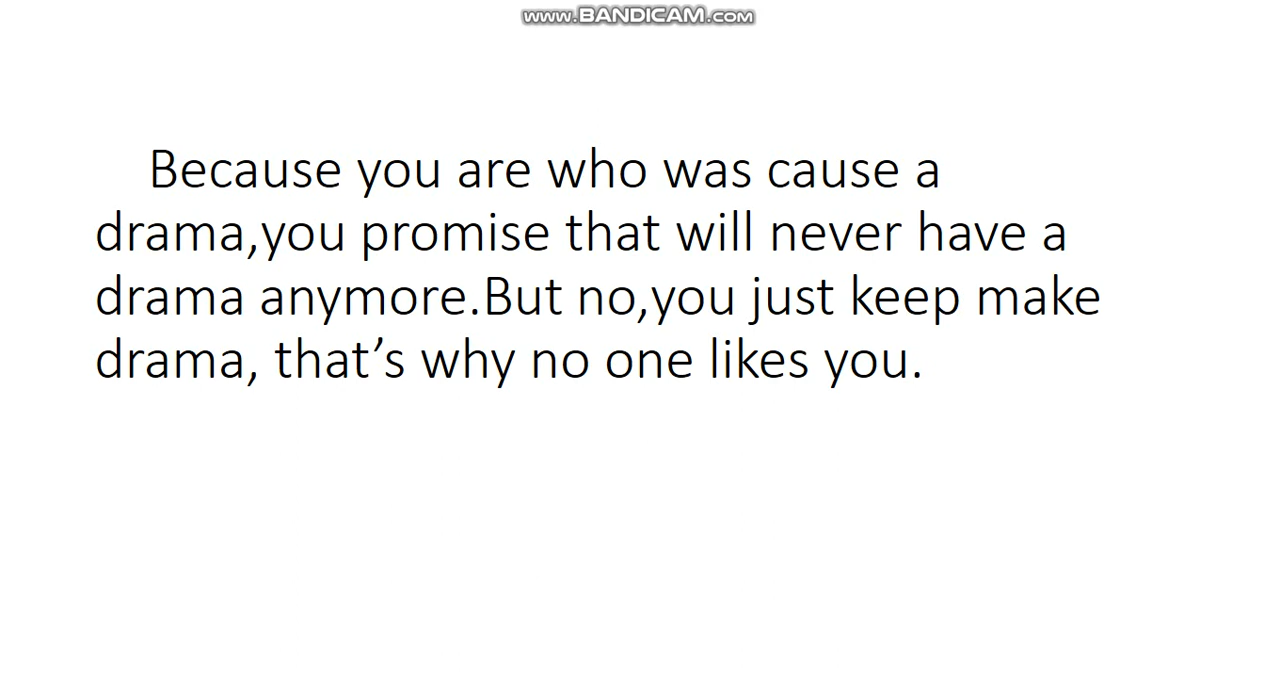 www.BANDICAM.com
Because you are who was cause a
drama,you promise that will never have a
drama anymore.But no,you just keep make
drama, that’s why no one likes you.